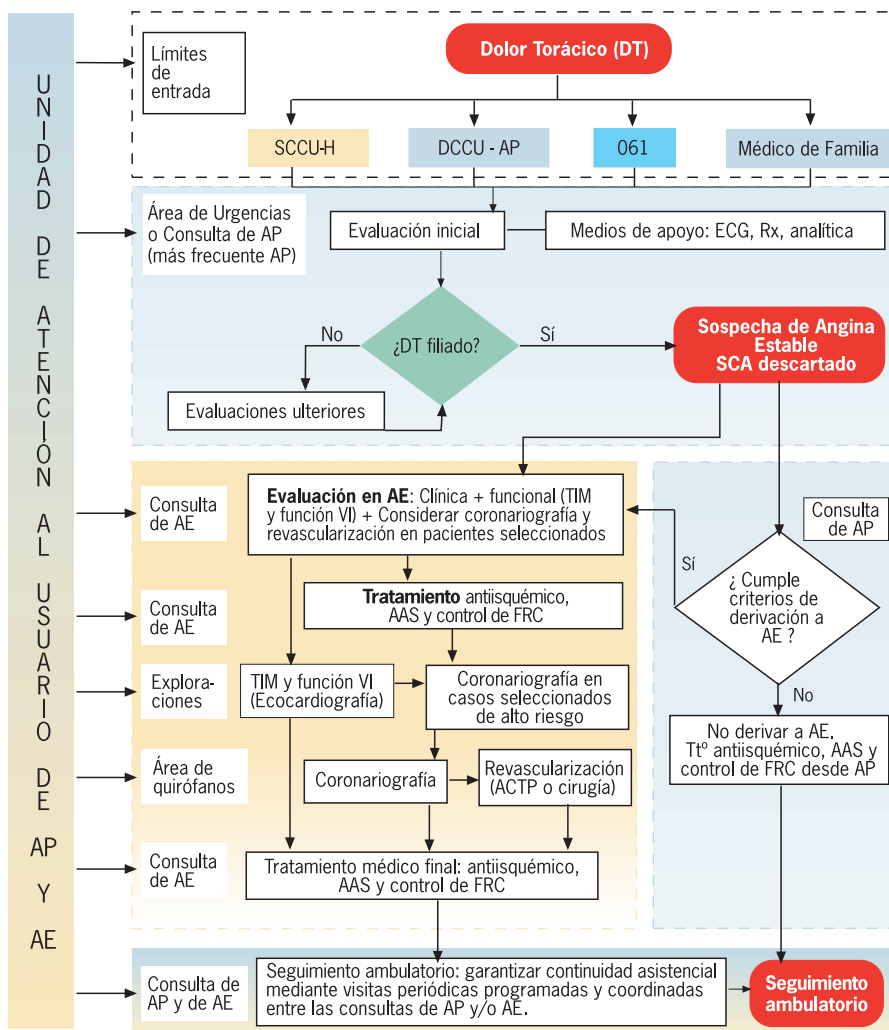 UNIDAD DE ATENCIÓN AL USUARIO DE AP Y AE
Límites
de
entrada
Dolor Torácico (DT)
SCCU-H
DCCU - AP
061
Médico de Familia
Área de Urgencias
o Consulta de AP
(más frecuente AP)
Evaluación inicial
Medios de apoyo: ECG, Rx, analítica
¿DT filiado?
No
Sí
Evaluaciones ulteriores
Sospecha de Angina
Estable
SCA descartado
Consulta
de AE
Evaluación en AE: Clínica + funcional (TIM
y función VI) + Considerar coronariografía y
revascularización en pacientes seleccionados
Consulta
de AP
Sí
¿ Cumple
criterios de
derivación a
AE ?
No
Consulta
de AE
Tratamiento antiisquémico,
AAS y control de FRC
Exploraciones
TIM y función VI
(Ecocardiografía)
Coronariografía en
casos seleccionados
de alto riesgo
No derivar a AE.
Ttº antiisquémico, AAS y
control de FRC desde AP
Área de
quirófanos
Coronariografía
Revascularización
(ACTP o cirugía)
Consulta
de AE
Tratamiento médico final: antiisquémico,
AAS y control de FRC
Consulta de
AP y de AE
Seguimiento ambulatorio: garantizar continuidad asistencial
mediante visitas periódicas programadas y coordinadas
entre las consultas de AP y/o AE.
Seguimiento
ambulatorio